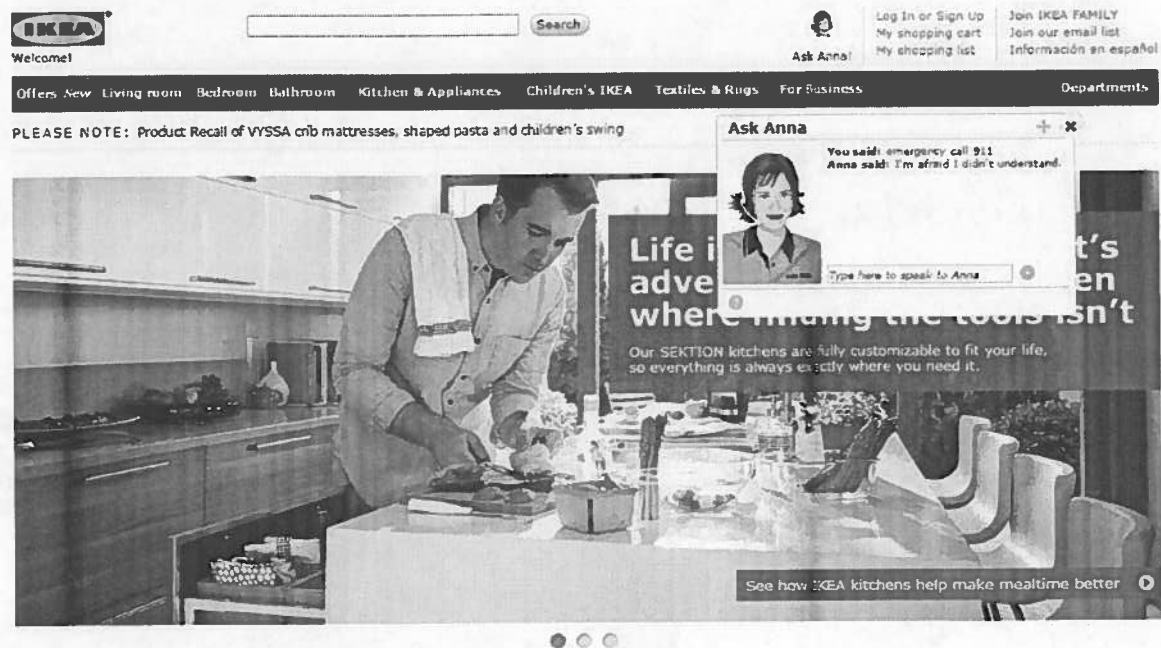 IKEA
Welcome!
Search
Ask Anna!
Log In or Sign Up
My shopping cart
My shopping list
Join IKEA FAMILY
Join our email list
Información en español
Offers New Living room Bedroom Bathroom Kitchen & Appliances Children's IKEA Textiles & Rugs For Business Departments
PLEASE NOTE: Product Recall of VYSSA crib mattresses, shaped pasta and children's swing
Ask Anna
You said: emergency call 911
Anna said: I'm afraid I didn't understand.
Type here to speak to Anna
Life i t's
adve en
where finding the tools isn't
Our SEKTION kitchens are fully customizable to fit your life,
so everything is always exactly where you need it.
See how IKEA kitchens help make mealtime better